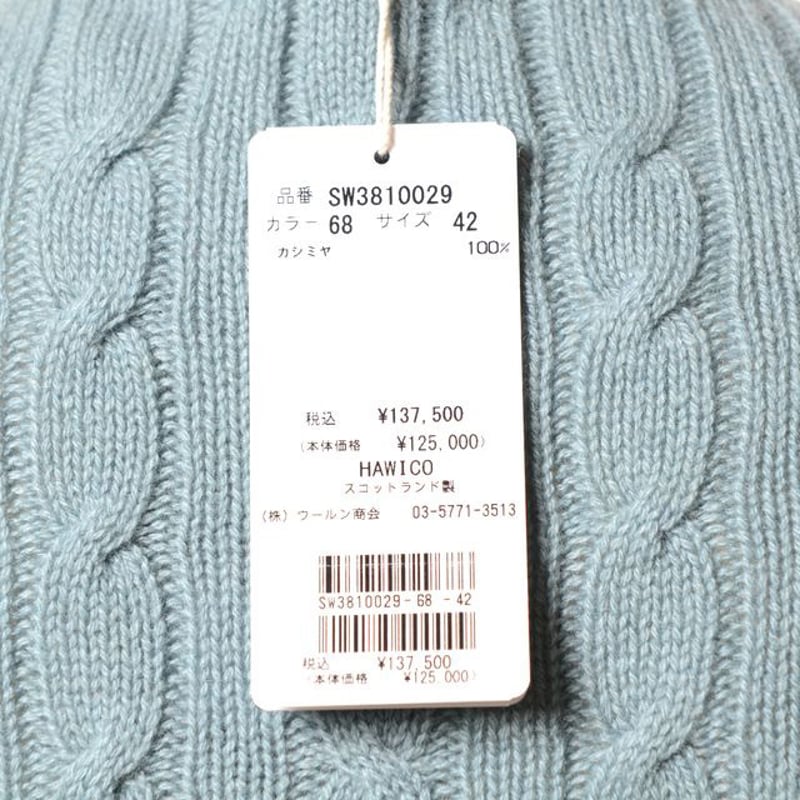 品番 SW3810029
カラー 68 サイズ 42
カシミヤ 100%
税込 ¥137,500
(本体価格 ¥125,000)
HAWICO
スコットランド製
(株) ウールン商会 03-5771-3513
SW3810029-68 -42
税込 ¥137,500
(本体価格 ¥125,000)